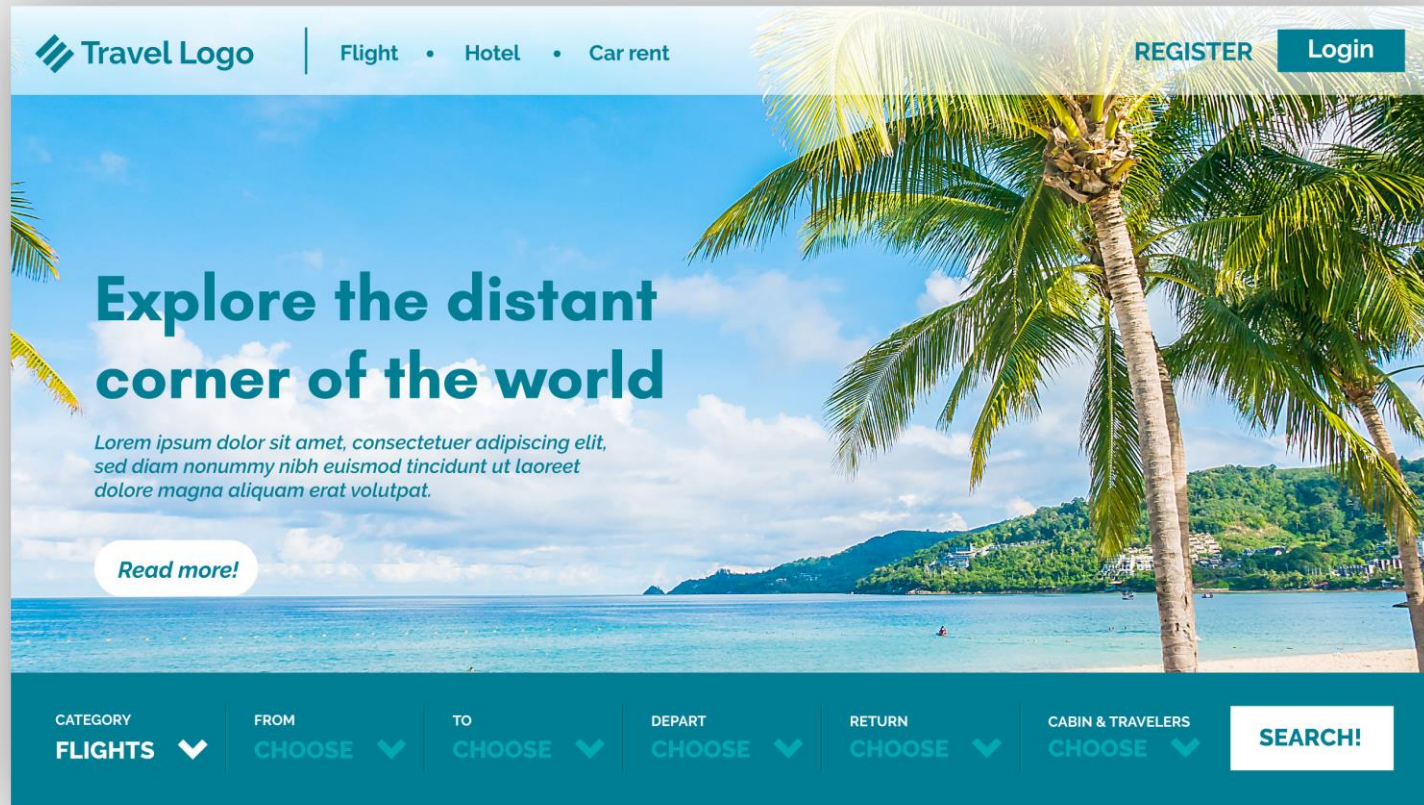 Travel Logo
Flight • Hotel • Car rent
REGISTER
Login
Explore the distant
corner of the world
Lorem ipsum dolor sit amet, consectetuer adipiscing elit,
sed diam nonummy nibh euismod tincidunt ut laoreet
dolore magna aliquam erat volutpat.
Read more!
CATEGORY
FLIGHTS
FROM
CHOOSE
TO
CHOOSE
DEPART
CHOOSE
RETURN
CHOOSE
CABIN & TRAVELERS
CHOOSE
SEARCH!